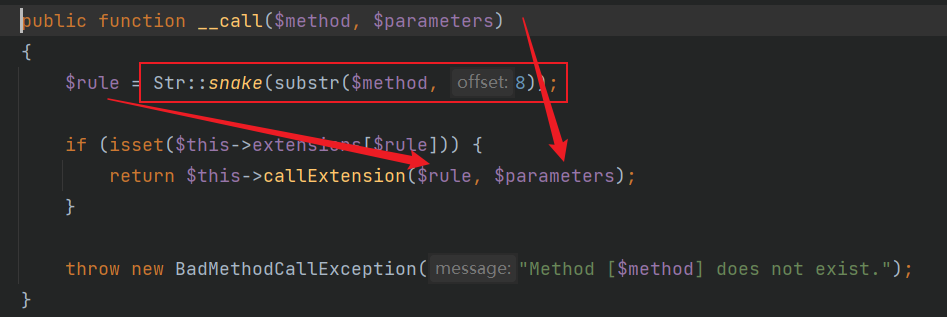 public function __call($method, $parameters)
{
$rule = Str::snake(substr($method, offset: 8));
if (isset($this->extensions[$rule])) {
return $this->callExtension($rule, $parameters);
}
throw new BadMethodCallException( message: "Method [$method] does not exist.");
}